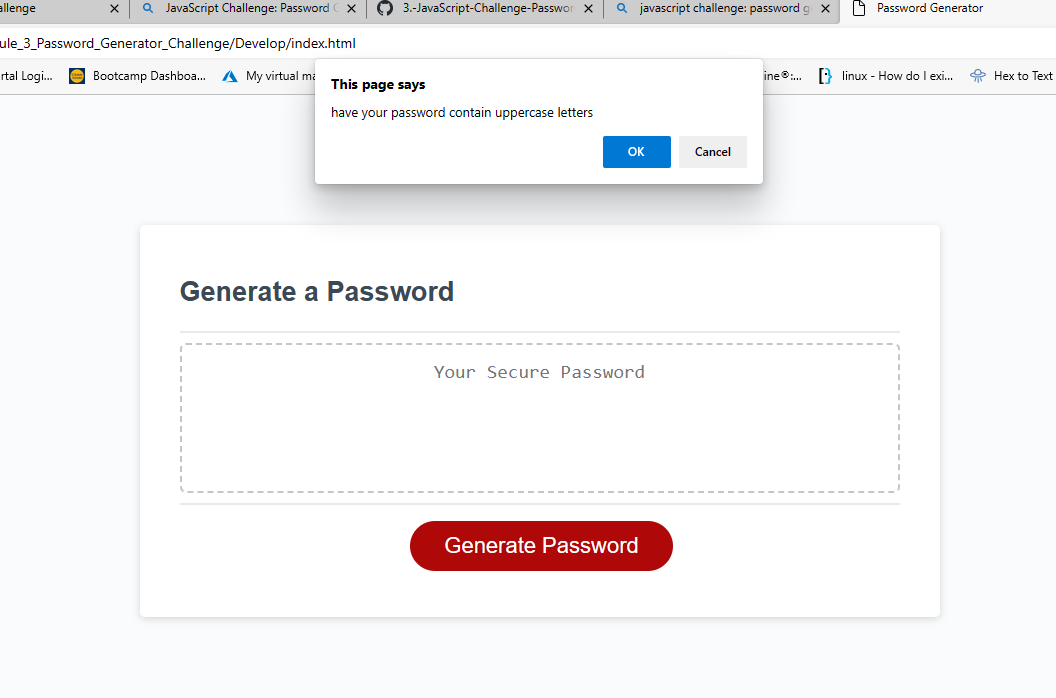 allenge
JavaScript Challenge: Password G
3.-JavaScript-Challenge-Passwor
javascript challenge: password g
Password Generator
ule_3_Password_Generator_Challenge/Develop/index.html
rtal Logi...
Bootcamp Dashboa...
My virtual ma
ine®:...
linux - How do I exi...
Hex to Text
This page says
have your password contain uppercase letters
OK
Cancel
Generate a Password
Your Secure Password
Generate Password